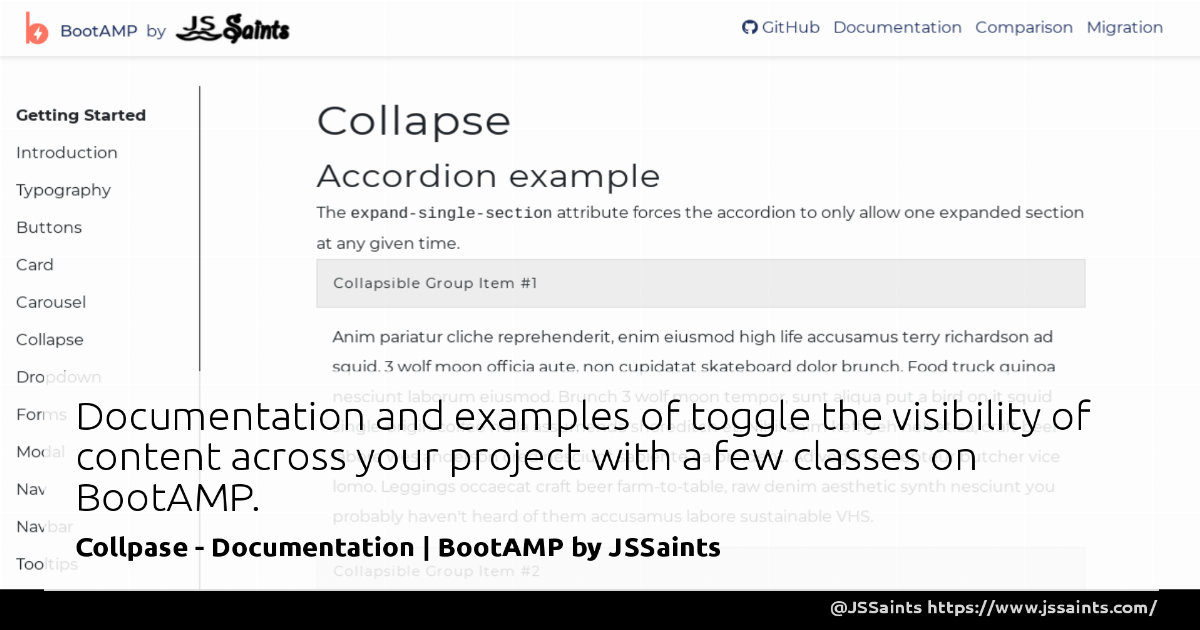 BootAMP by JS Saints
GitHub Documentation Comparison Migration
Getting Started
Introduction
Typography
Buttons
Card
Carousel
Collapse
Dropdown
Forms
Modal
Nav
Navbar
Tooltips
Collapse
Accordion example
The expand-single-section attribute forces the accordion to only allow one expanded section
at any given time.
Collapsible Group Item #1
Anim pariatur cliche reprehenderit, enim eiusmod high life accusamus terry richardson ad
squid. 3 wolf moon officia aute, non cupidatat skateboard dolor brunch. Food truck quinoa
nesciunt laborum eiusmod. Brunch 3 wolf moon tempor, sunt aliqua put a bird on it squid
butcher vice
lomo. Leggings occaecat craft beer farm-to-table, raw denim aesthetic synth nesciunt you
probably haven't heard of them accusamus labore sustainable VHS.
Collapsible Group Item #2
Documentation and examples of toggle the visibility of
content across your project with a few classes on
BootAMP.
Collpase - Documentation | BootAMP by JSSaints
@JSSaints https://www.jssaints.com/